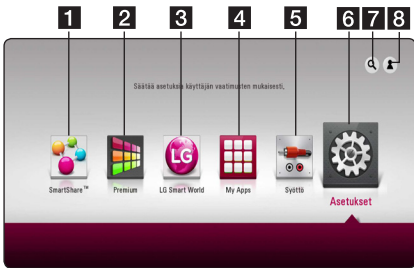 1 2 3 4 5 6 7 8
Säätää asetuksia käyttäjän vaatimusten mukaisesti.
LG
SmartShare™ Premium LG Smart World My Apps Syöttö
Asetukset